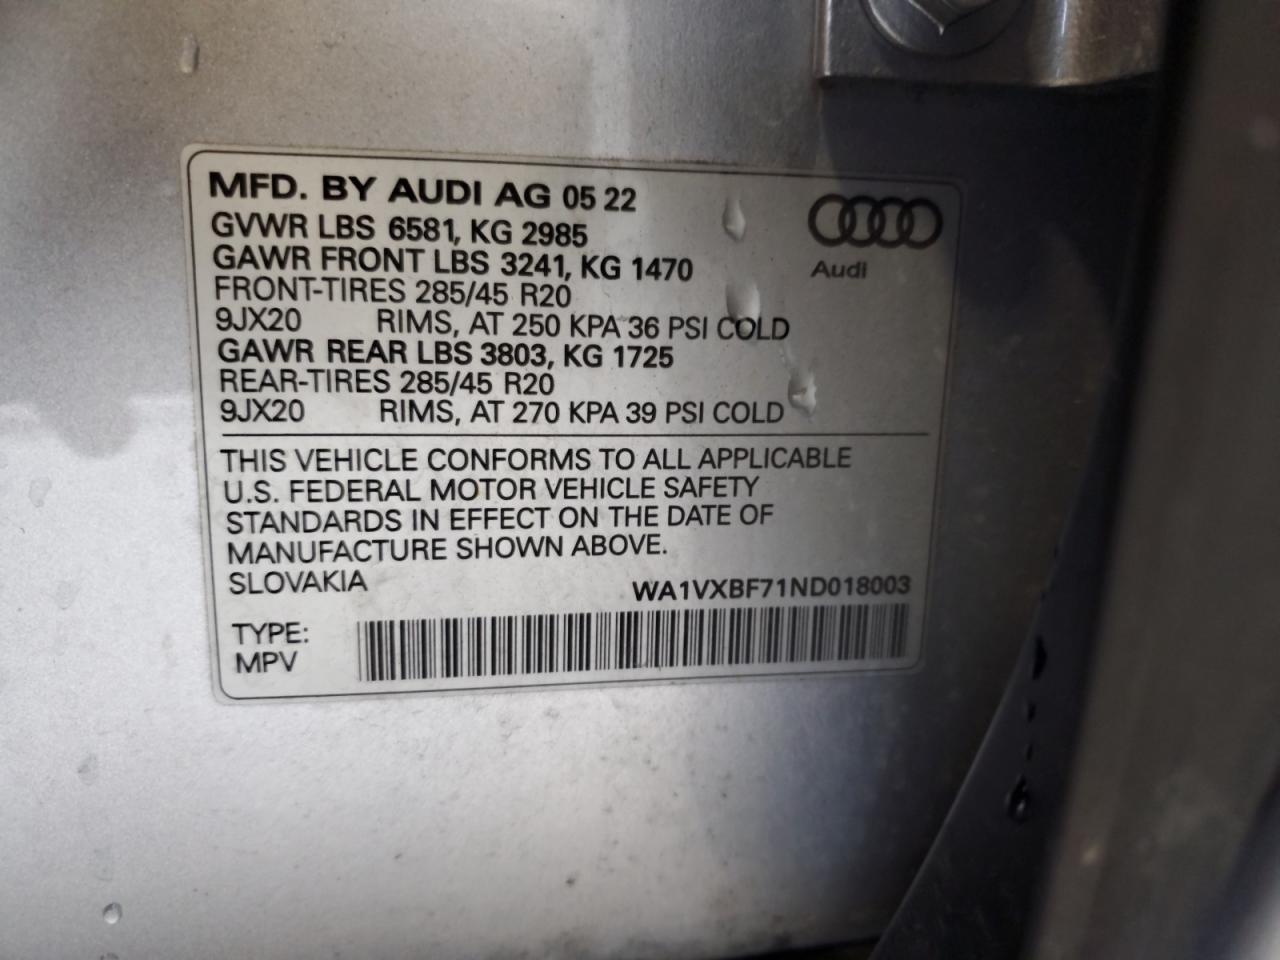 MFD. BY AUDI AG 05 22
GVWR LBS 6581, KG 2985
GAWR FRONT LBS 3241, KG 1470
FRONT-TIRES 285/45 R20
9JX20 RIMS, AT 250 KPA 36 PSI COLD
GAWR REAR LBS 3803, KG 1725
REAR-TIRES 285/45 R20
9JX20 RIMS, AT 270 KPA 39 PSI COLD
Audi
THIS VEHICLE CONFORMS TO ALL APPLICABLE
U.S. FEDERAL MOTOR VEHICLE SAFETY
STANDARDS IN EFFECT ON THE DATE OF
MANUFACTURE SHOWN ABOVE.
SLOVAKIA
WA1VXBF71ND018003
TYPE:
MPV